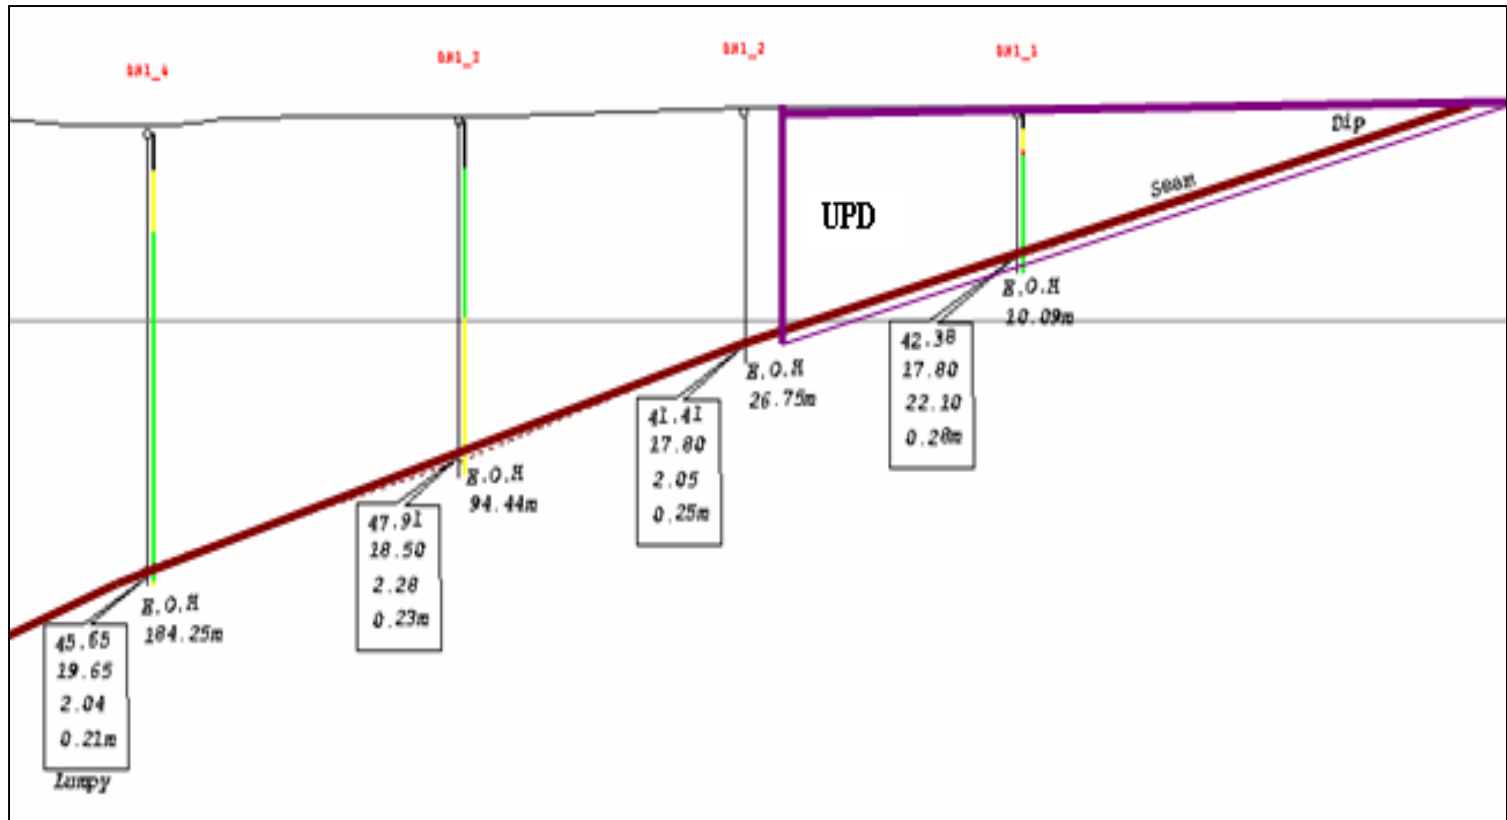 UPD
Dip
Seam
E.O.H
10.09m
42.38
17.80
22.10
0.28m
E.O.H
26.75m
41.41
17.80
2.05
0.25m
E.O.H
94.44m
47.91
18.50
2.28
0.23m
E.O.H
184.25m
45.65
19.65
2.04
0.21m
Lumpy